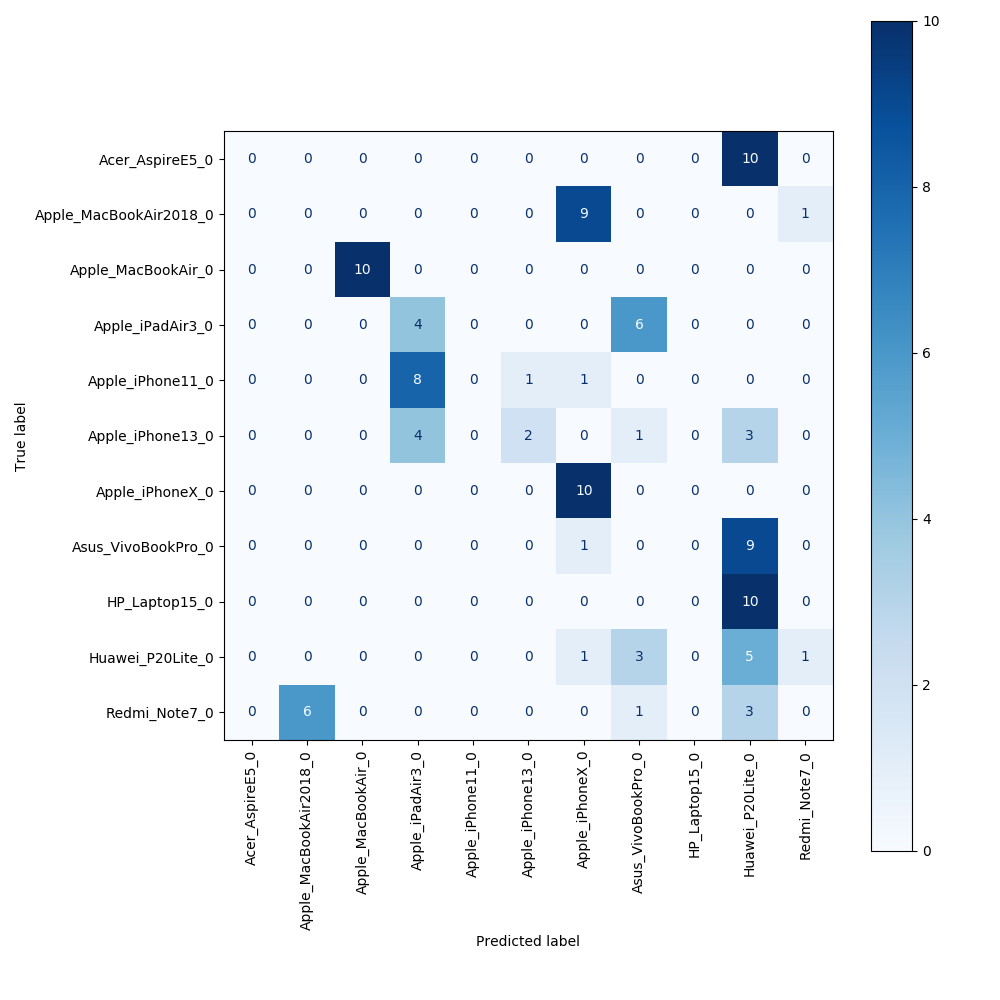 10
Acer_AspireE5_0 0 0 0 0 0 0 0 0 0 10 0
Apple_MacBookAir2018_0 0 0 0 0 0 0 9 0 0 0 1
8
Apple_MacBookAir_0 0 0 10 0 0 0 0 0 0 0 0
Apple_iPadAir3_0 0 0 0 4 0 0 0 6 0 0 0
6
Apple_iPhone11_0 0 0 0 8 0 1 1 0 0 0 0
True label
Apple_iPhone13_0 0 0 0 4 0 2 0 1 0 3 0
Apple_iPhoneX_0 0 0 0 0 0 0 10 0 0 0 0
4
Asus_VivoBookPro_0 0 0 0 0 0 0 1 0 0 9 0
HP_Laptop15_0 0 0 0 0 0 0 0 0 0 10 0
Huawei_P20Lite_0 0 0 0 0 0 0 1 3 0 5 1
2
Redmi_Note7_0 0 6 0 0 0 0 0 1 0 3 0
0
Acer_AspireE5_0
Apple_MacBookAir2018_0
Apple_MacBookAir_0
Apple_iPadAir3_0
Apple_iPhone11_0
Apple_iPhone13_0
Apple_iPhoneX_0
Asus_VivoBookPro_0
HP_Laptop15_0
Huawei_P20Lite_0
Redmi_Note7_0
Predicted label